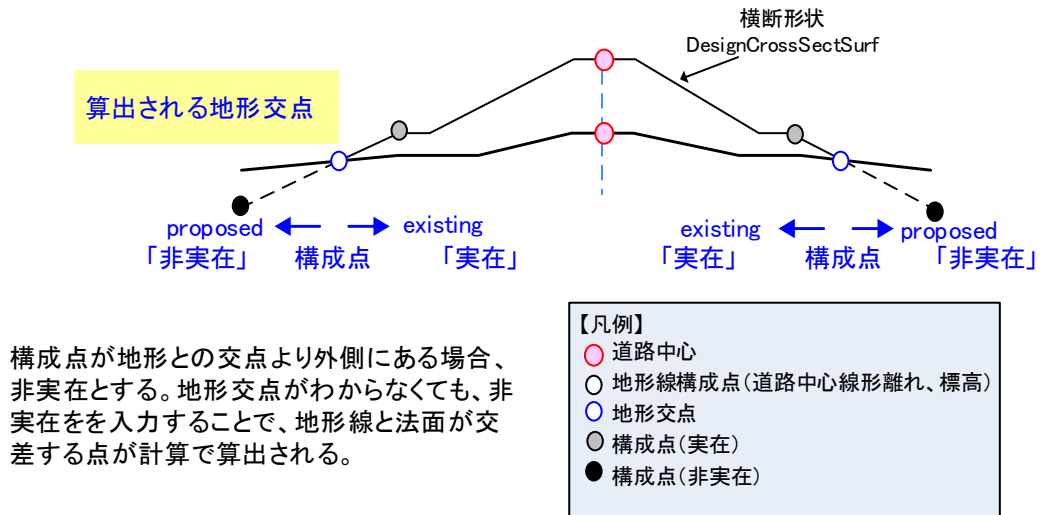 横断形状
DesignCrossSectSurf
算出される地形交点
proposed existing existing proposed
「非実在」 構成点 「実在」 「実在」 構成点 「非実在」
構成点が地形との交点より外側にある場合、
非実在とする。地形交点がわからなくても、非
実在をを入力することで、地形線と法面が交
差する点が計算で算出される。
【凡例】
道路中心
地形線構成点(道路中心線形離れ、標高)
地形交点
構成点(実在)
構成点(非実在)